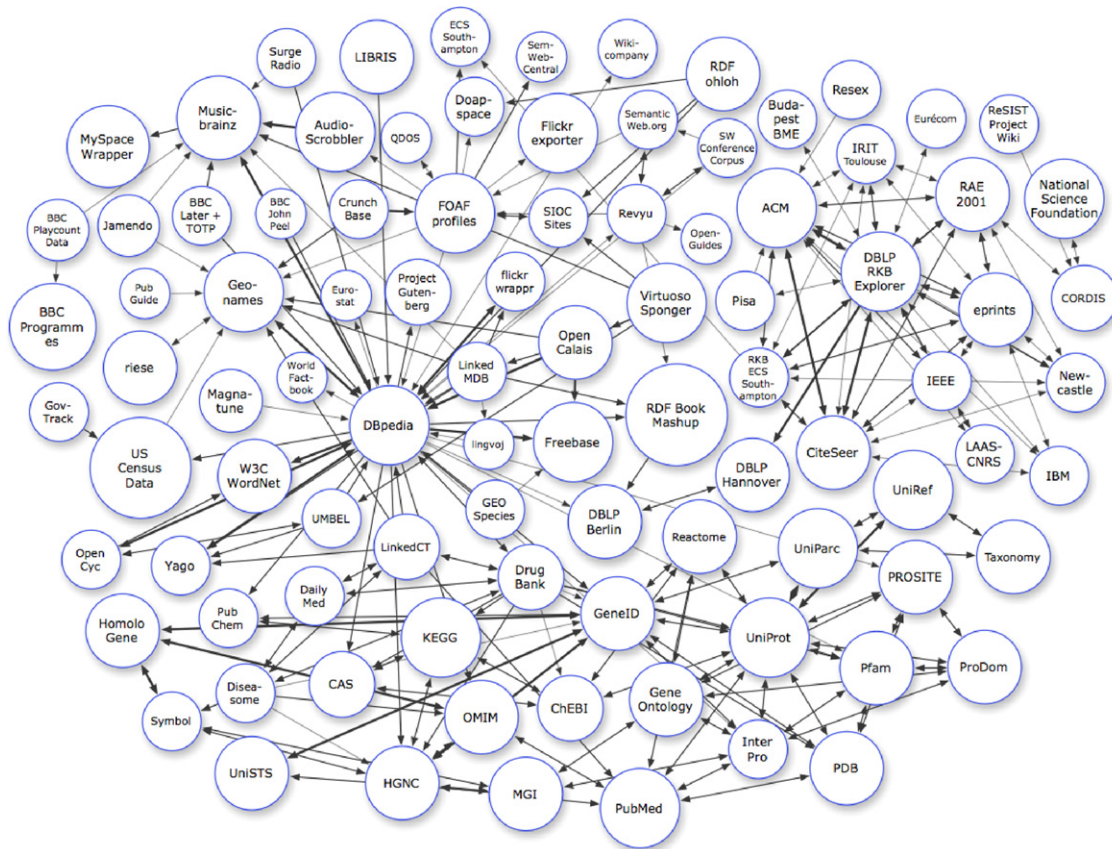 ECS
South-
ampton
Surge
Radio
LIBRIS
Sem-
Web-
Central
Wiki-
company
RDF
ohloh
Music-
brainz
Doap-
space
Resex
Buda-
pest
BME
Semantic
Web.org
Eurécom
ReSIST
Project
Wiki
MySpace
Wrapper
Audio-
Scrobbler
QDOS
Flickr
exporter
SW
Conference
Corpus
IRIT
Toulouse
RAE
2001
National
Science
Foundation
BBC
Playcount
Data
Jamendo
BBC
Later +
TOTP
BBC
John
Peel
Crunch
Base
FOAF
profiles
SIOC
Sites
Revyu
Open-
Guides
ACM
DBLP
RKB
Explorer
Pub
Guide
Geo-
names
Euro-
stat
Project
Guten-
berg
flickr
wrappr
Virtuoso
Sponger
Pisa
eprints
CORDIS
BBC
Programm
es
riese
World
Fact-
book
Linked
MDB
Open
Calais
RKB
ECS
South-
ampton
IEEE
New-
castle
Gov-
Track
Magna-
tune
DBpedia
RDF Book
Mashup
US
Census
Data
W3C
WordNet
lingvoj
Freebase
DBLP
Hannover
CiteSeer
LAAS-
CNRS
IBM
UMBEL
GEO
Species
DBLP
Berlin
UniRef
Open
Cyc
Yago
LinkedCT
Reactome
UniParc
Taxonomy
Daily
Med
Drug
Bank
PROSITE
Homolo
Gene
Pub
Chem
KEGG
GeneID
UniProt
Pfam
ProDom
Disea-
some
CAS
Symbol
OMIM
ChEBI
Gene
Ontology
Inter
Pro
UniSTS
HGNC
MGI
PubMed
PDB